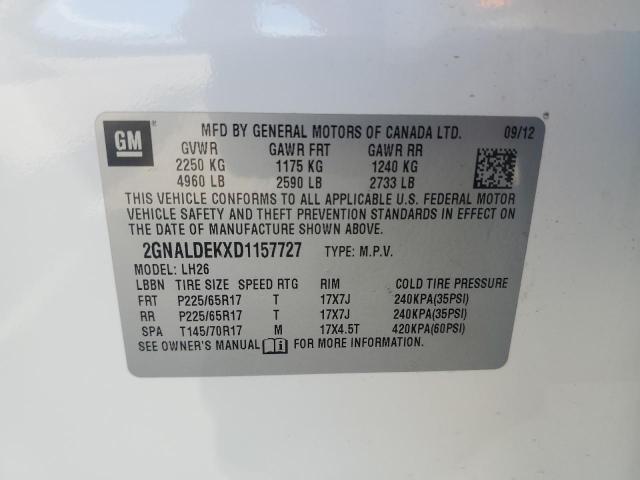 GM ® MFD BY GENERAL MOTORS OF CANADA LTD. 09/12
GVWR GAWR FRT GAWR RR
2250 KG 1175 KG 1240 KG
4960 LB 2590 LB 2733 LB
THIS VEHICLE CONFORMS TO ALL APPLICABLE U.S. FEDERAL MOTOR
VEHICLE SAFETY AND THEFT PREVENTION STANDARDS IN EFFECT ON
THE DATE OF MANUFACTURE SHOWN ABOVE.
2GNALDEKXD1157727 TYPE: M.P.V.
MODEL: LH26
LBBN TIRE SIZE SPEED RTG RIM COLD TIRE PRESSURE
FRT P225/65R17 T 17X7J 240KPA(35PSI)
RR P225/65R17 T 17X7J 240KPA(35PSI)
SPA T145/70R17 M 17X4.5T 420KPA(60PSI)
SEE OWNER'S MANUAL FOR MORE INFORMATION.